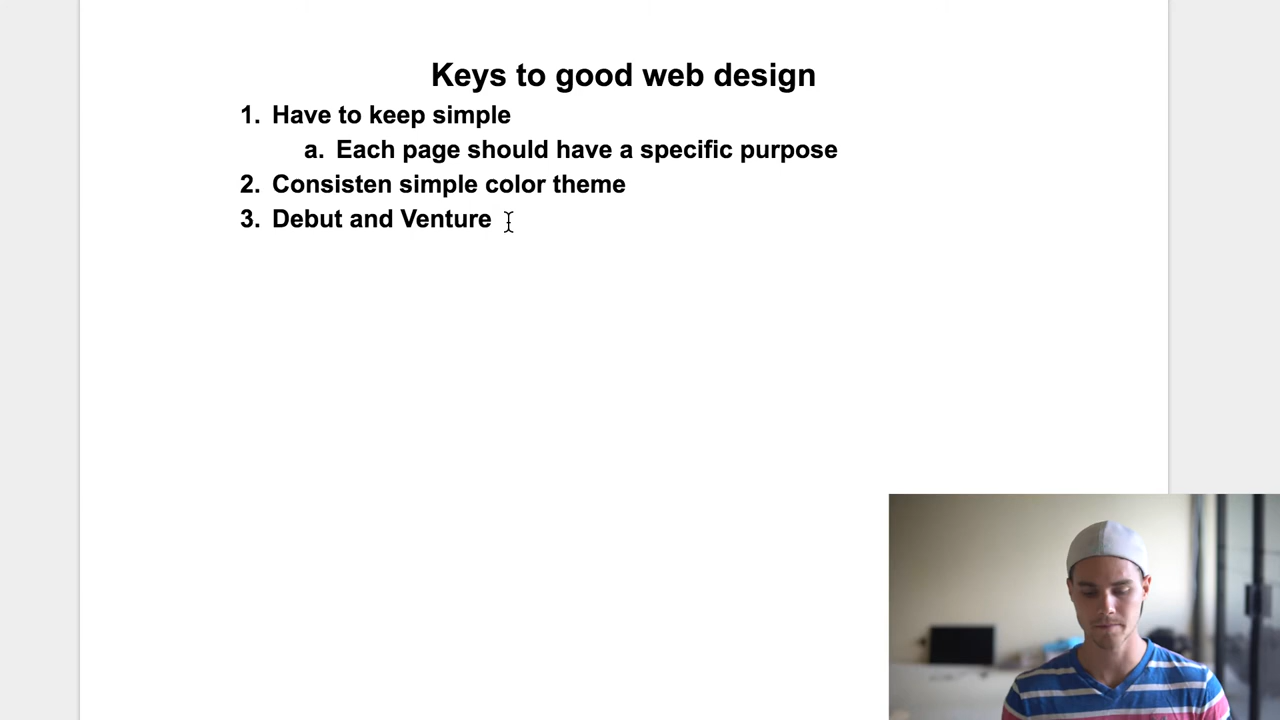 Keys to good web design
1. Have to keep simple
a. Each page should have a specific purpose
2. Consisten simple color theme
3. Debut and Venture